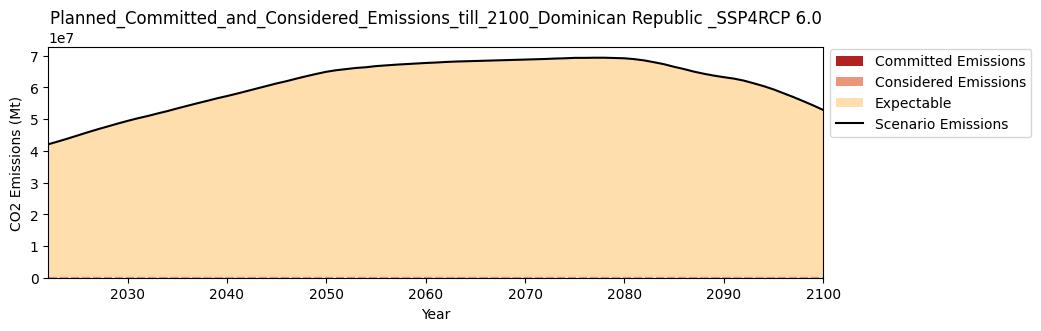 Planned_Committed_and_Considered_Emissions_till_2100_Dominican Republic _SSP4RCP 6.0
1e7
7
6
5
4
3
2
1
0
CO2 Emissions (Mt)
2030 2040 2050 2060 2070 2080 2090 2100
Year
Committed Emissions
Considered Emissions
Expectable
Scenario Emissions